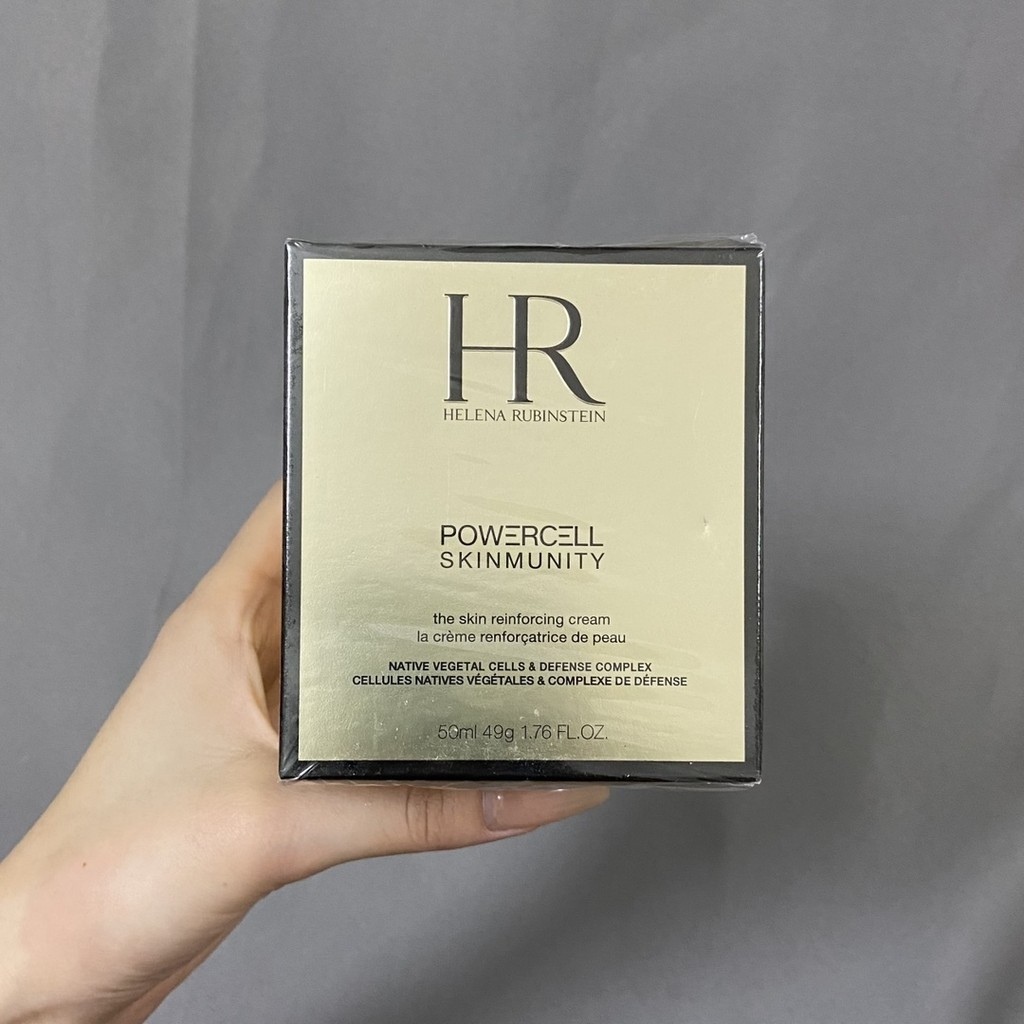 HR
HELENA RUBINSTEIN
POWERCELL
SKINMUNITY
the skin reinforcing cream
la crème renforçatrice de peau
NATIVE VEGETAL CELLS & DEFENSE COMPLEX
CELLULES NATIVES VÉGÉTALES & COMPLEXE DE DÉFENSE
50ml 49g 1.76 FL.OZ.